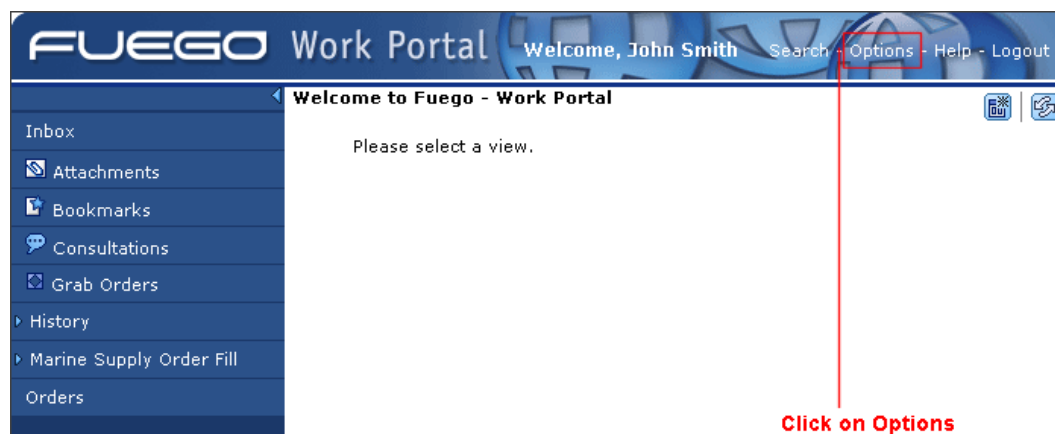 FUEGO Work Portal Welcome, John Smith Search - Options - Help - Logout
Welcome to Fuego - Work Portal
Please select a view.
Inbox
Attachments
Bookmarks
Consultations
Grab Orders
History
Marine Supply Order Fill
Orders
Click on Options